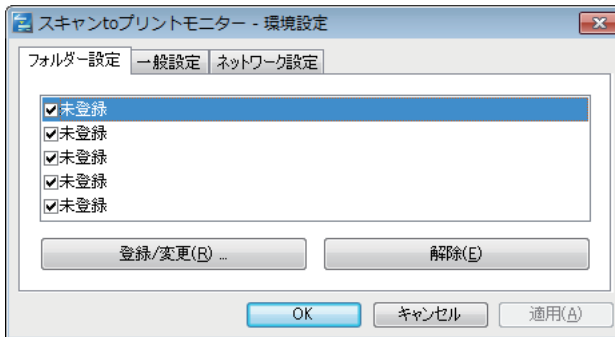 スキャンtoプリントモニター - 環境設定
フォルダー設定 一般設定 ネットワーク設定
未登録
未登録
未登録
未登録
未登録
登録/変更(R) ... 解除(E)
OK キャンセル 適用(A)